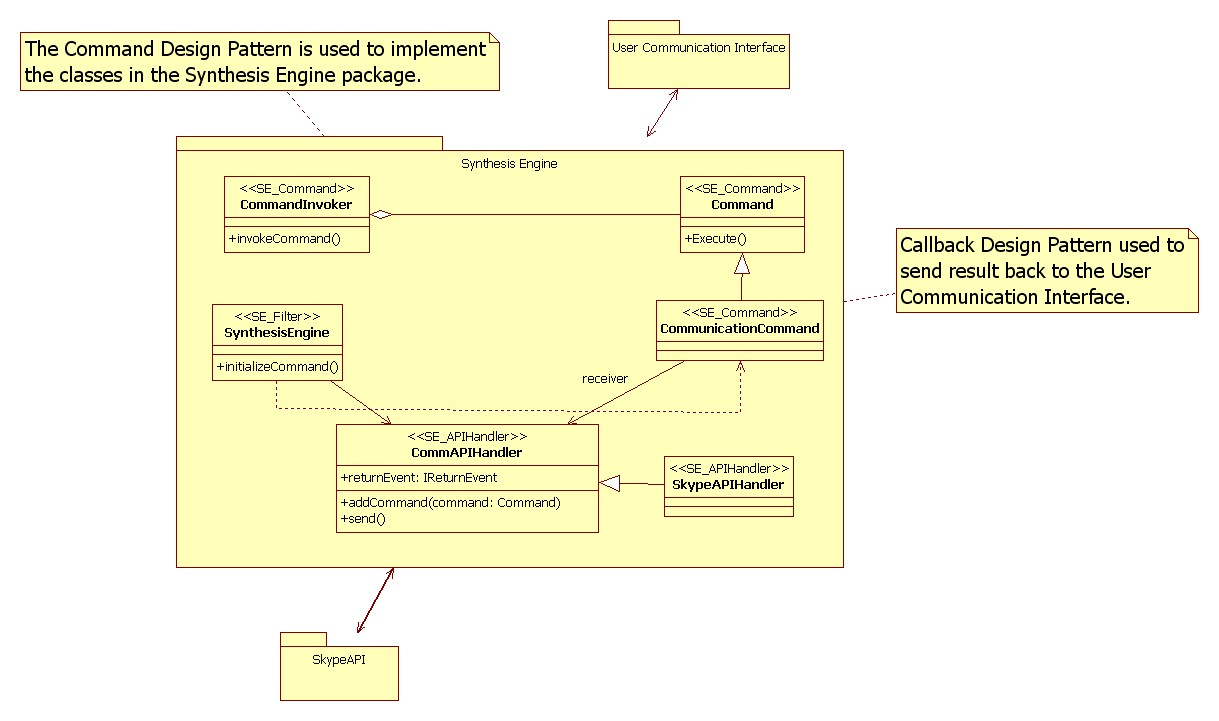 The Command Design Pattern is used to implement
the classes in the Synthesis Engine package.
User Communication Interface
Synthesis Engine
<<SE_Command>>
CommandInvoker
+invokeCommand()
<<SE_Command>>
Command
+Execute()
Callback Design Pattern used to
send result back to the User
Communication Interface.
<<SE_Filter>>
SynthesisEngine
+initializeCommand()
<<SE_Command>>
CommunicationCommand
receiver
<<SE_APIHandler>>
CommAPIHandler
+returnEvent: IReturnEvent
+addCommand(command: Command)
+send()
<<SE_APIHandler>>
SkypeAPIHandler
SkypeAPI